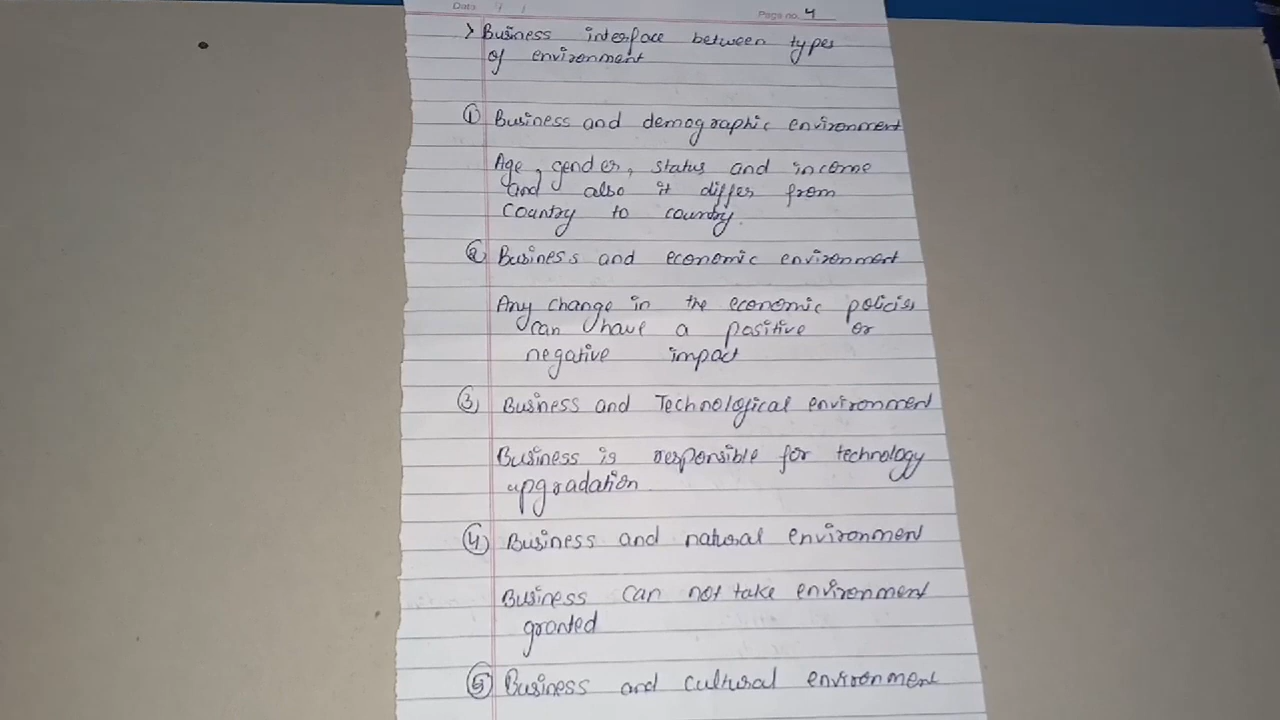 Date
Page no. 4
> Business interface between types
of environment
① Business and demographic environment
Age, gender, status and income
and also it differ from
country to country.
② Business and economic environment
Any change in the economic policies
can have a positive or
negative impact
③ Business and Technological environment
Business is responsible for technology
upgradation
④ Business and natural environment
Business can not take environment
granted
⑤ Business and cultural environment